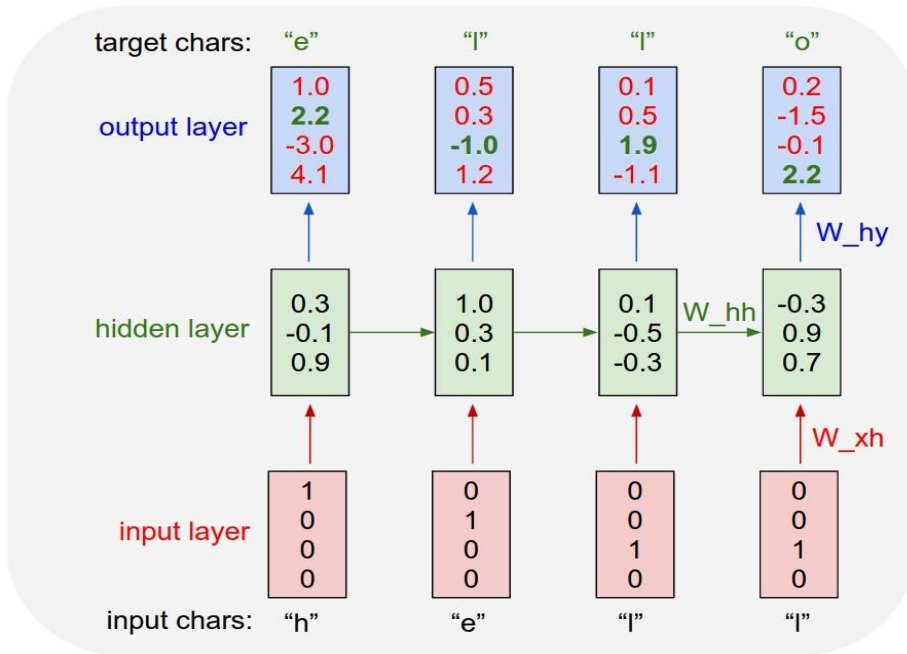 target chars: “e” “l” “l” “o”
1.0 0.5 0.1 0.2
output layer 2.2 0.3 0.5 -1.5
-3.0 -1.0 1.9 -0.1
4.1 1.2 -1.1 2.2
W_hy
0.3 1.0 0.1 W_hh -0.3
hidden layer -0.1 0.3 -0.5 0.9
0.9 0.1 -0.3 0.7
W_xh
1 0 0 0
input layer 0 1 0 0
0 0 1 1
0 0 0 0
input chars: “h” “e” “l” “l”